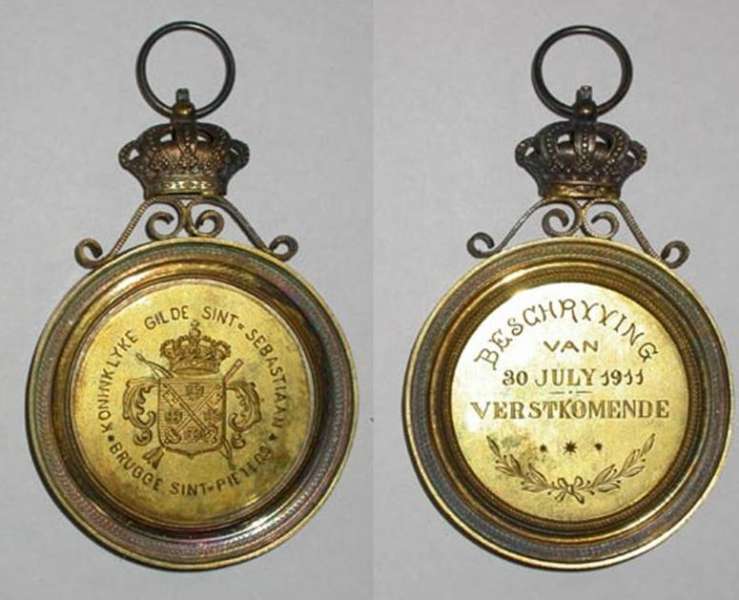 KONINKLYKE GILDE SINT=SEBASTIAAN
★ BRUGGE SINT=PIETERS ★
BESCHRYVING
VAN
30 JULY 1911
VERSTKOMENDE